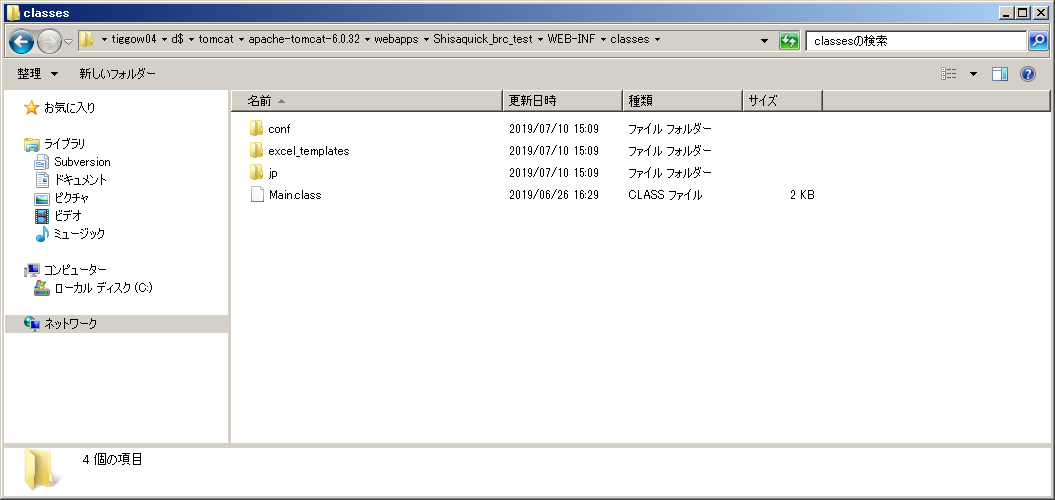 classes
tiggow04 ▾ d$ ▾ tomcat ▾ apache-tomcat-6.0.32 ▾ webapps ▾ Shisaquick_brc_test ▾ WEB-INF ▾ classes ▾
classesの検索
整理 ▼ 新しいフォルダー
お気に入り
ライブラリ
Subversion
ドキュメント
ピクチャ
ビデオ
ミュージック
コンピューター
ローカル ディスク (C:)
ネットワーク
名前 更新日時 種類 サイズ
conf 2019/07/10 15:09 ファイル フォルダー
excel_templates 2019/07/10 15:09 ファイル フォルダー
jp 2019/07/10 15:09 ファイル フォルダー
Main.class 2019/06/26 16:29 CLASS ファイル 2 KB
4 個の項目